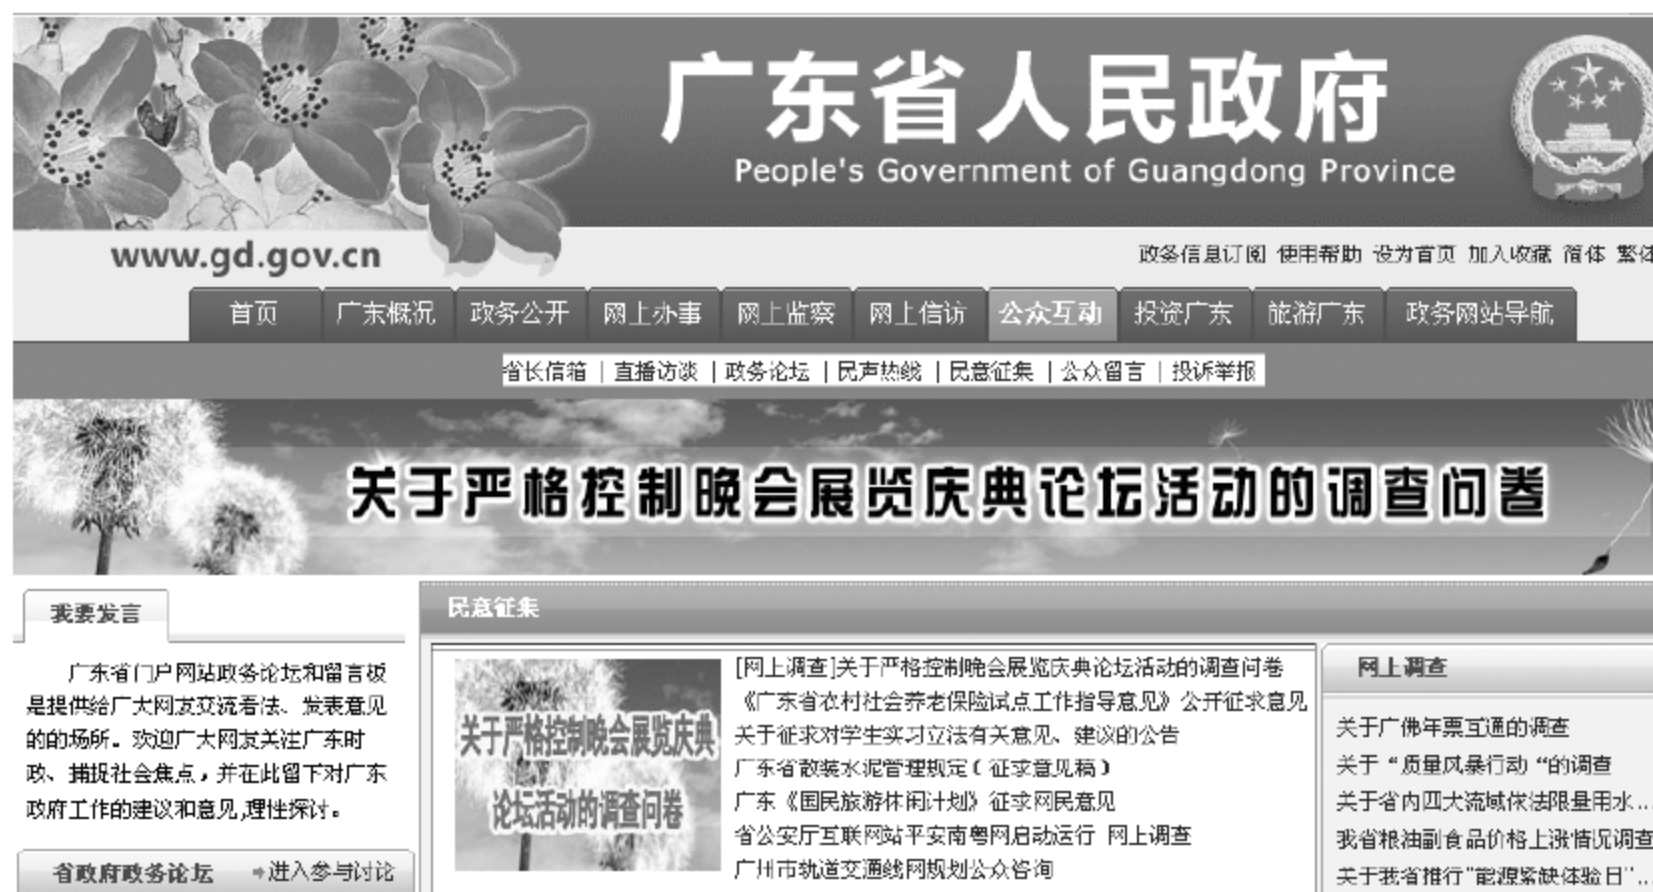 广东省人民政府
People's Government of Guangdong Province
www.gd.gov.cn
政务信息订阅 使用帮助 设为首页 加入收藏 简体 繁体
首页 广东概况 政务公开 网上办事 网上监察 网上信访 公众互动 投资广东 旅游广东 政务网站导航
省长信箱 | 直播访谈 | 政务论坛 | 民声热线 | 民意征集 | 公众留言 | 投诉举报
关于严格控制晚会展览庆典论坛活动的调查问卷
我要发言
广东省门户网站政务论坛和留言板
是提供给广大网友交流看法、发表意见
的的场所。欢迎广大网友关注广东时
政、捕捉社会焦点，并在此留下对广东
政府工作的建议和意见,理性探讨。
省政府政务论坛 进入参与讨论
民意征集
关于严格控制晚会展览庆典
论坛活动的调查问卷
[网上调查]关于严格控制晚会展览庆典论坛活动的调查问卷
《广东省农村社会养老保险试点工作指导意见》公开征求意见
关于征求对学生实习立法有关意见、建议的公告
广东省散装水泥管理规定（征求意见稿）
广东《国民旅游休闲计划》征求网民意见
省公安厅互联网站平安南粤网启动运行 网上调查
广州市轨道交通线网规划公众咨询
网上调查
关于广佛年票互通的调查
关于“质量风暴行动“的调查
关于省内四大流域依法限量用水...
我省粮油副食品价格上涨情况调查
关于我省推行"能源紧缺体验日"...